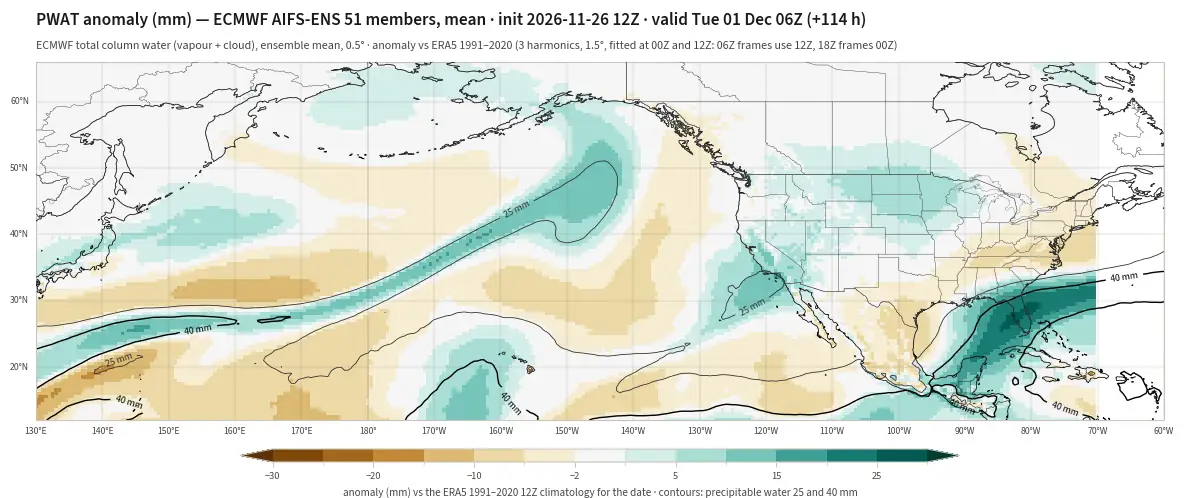 PWAT anomaly (mm) — ECMWF AIFS-ENS 51 members, mean · init 2026-11-26 12Z · valid Tue 01 Dec 06Z (+114 h)
ECMWF total column water (vapour + cloud), ensemble mean, 0.5° · anomaly vs ERA5 1991–2020 (3 harmonics, 1.5°, fitted at 00Z and 12Z: 06Z frames use 12Z, 18Z frames 00Z)
60°N
50°N
25 mm
40°N
40 mm
30°N
25 mm
40 mm
25 mm
20°N
40 mm
40 mm
40 mm
40 mm
130°E 140°E 150°E 160°E 170°E 180° 170°W 160°W 150°W 140°W 130°W 120°W 110°W 100°W 90°W 80°W 70°W 60°W
−30 −20 −10 −2 5 15 25
anomaly (mm) vs the ERA5 1991–2020 12Z climatology for the date · contours: precipitable water 25 and 40 mm